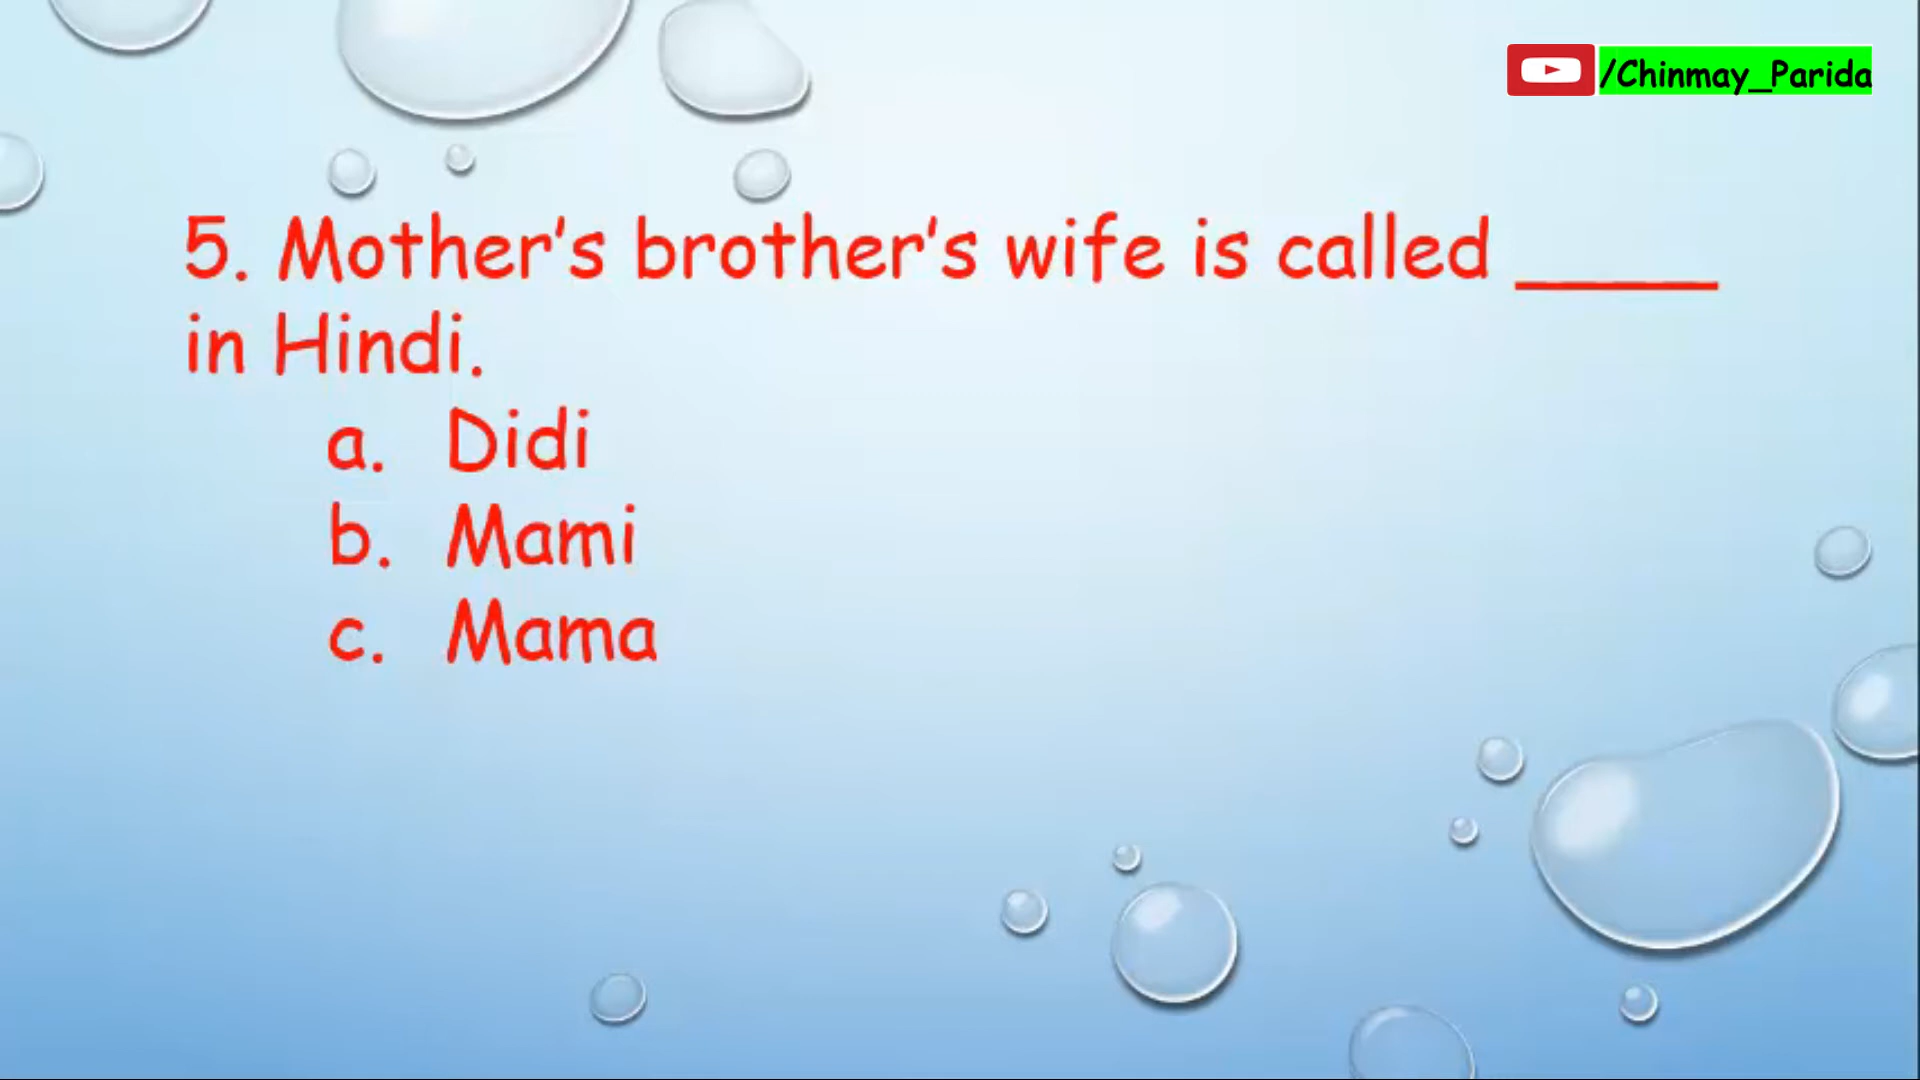 /Chinmay_Parida
5. Mother's brother's wife is called _____
in Hindi.
a. Didi
b. Mami
c. Mama